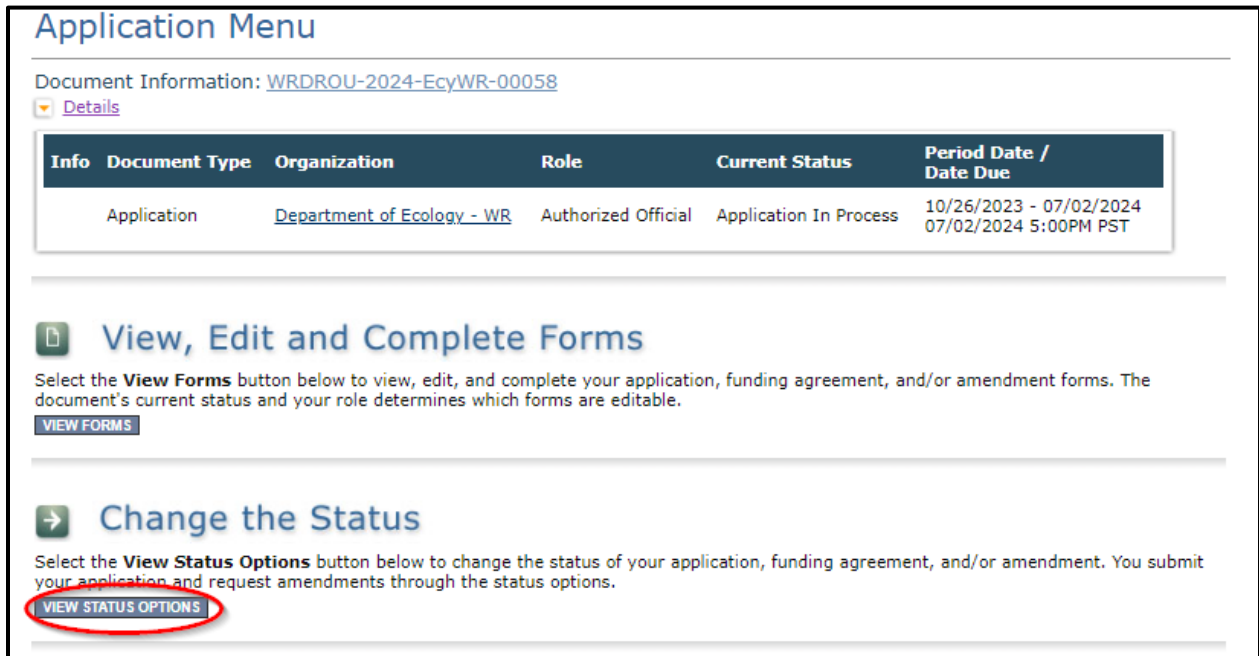 Application Menu
Document Information: WRDROU-2024-EcyWR-00058
Details
Info Document Type Organization Role Current Status Period Date / Date Due
Application Department of Ecology - WR Authorized Official Application In Process 10/26/2023 - 07/02/2024
07/02/2024 5:00PM PST
View, Edit and Complete Forms
Select the View Forms button below to view, edit, and complete your application, funding agreement, and/or amendment forms. The
document's current status and your role determines which forms are editable.
VIEW FORMS
Change the Status
Select the View Status Options button below to change the status of your application, funding agreement, and/or amendment. You submit
your application and request amendments through the status options.
VIEW STATUS OPTIONS